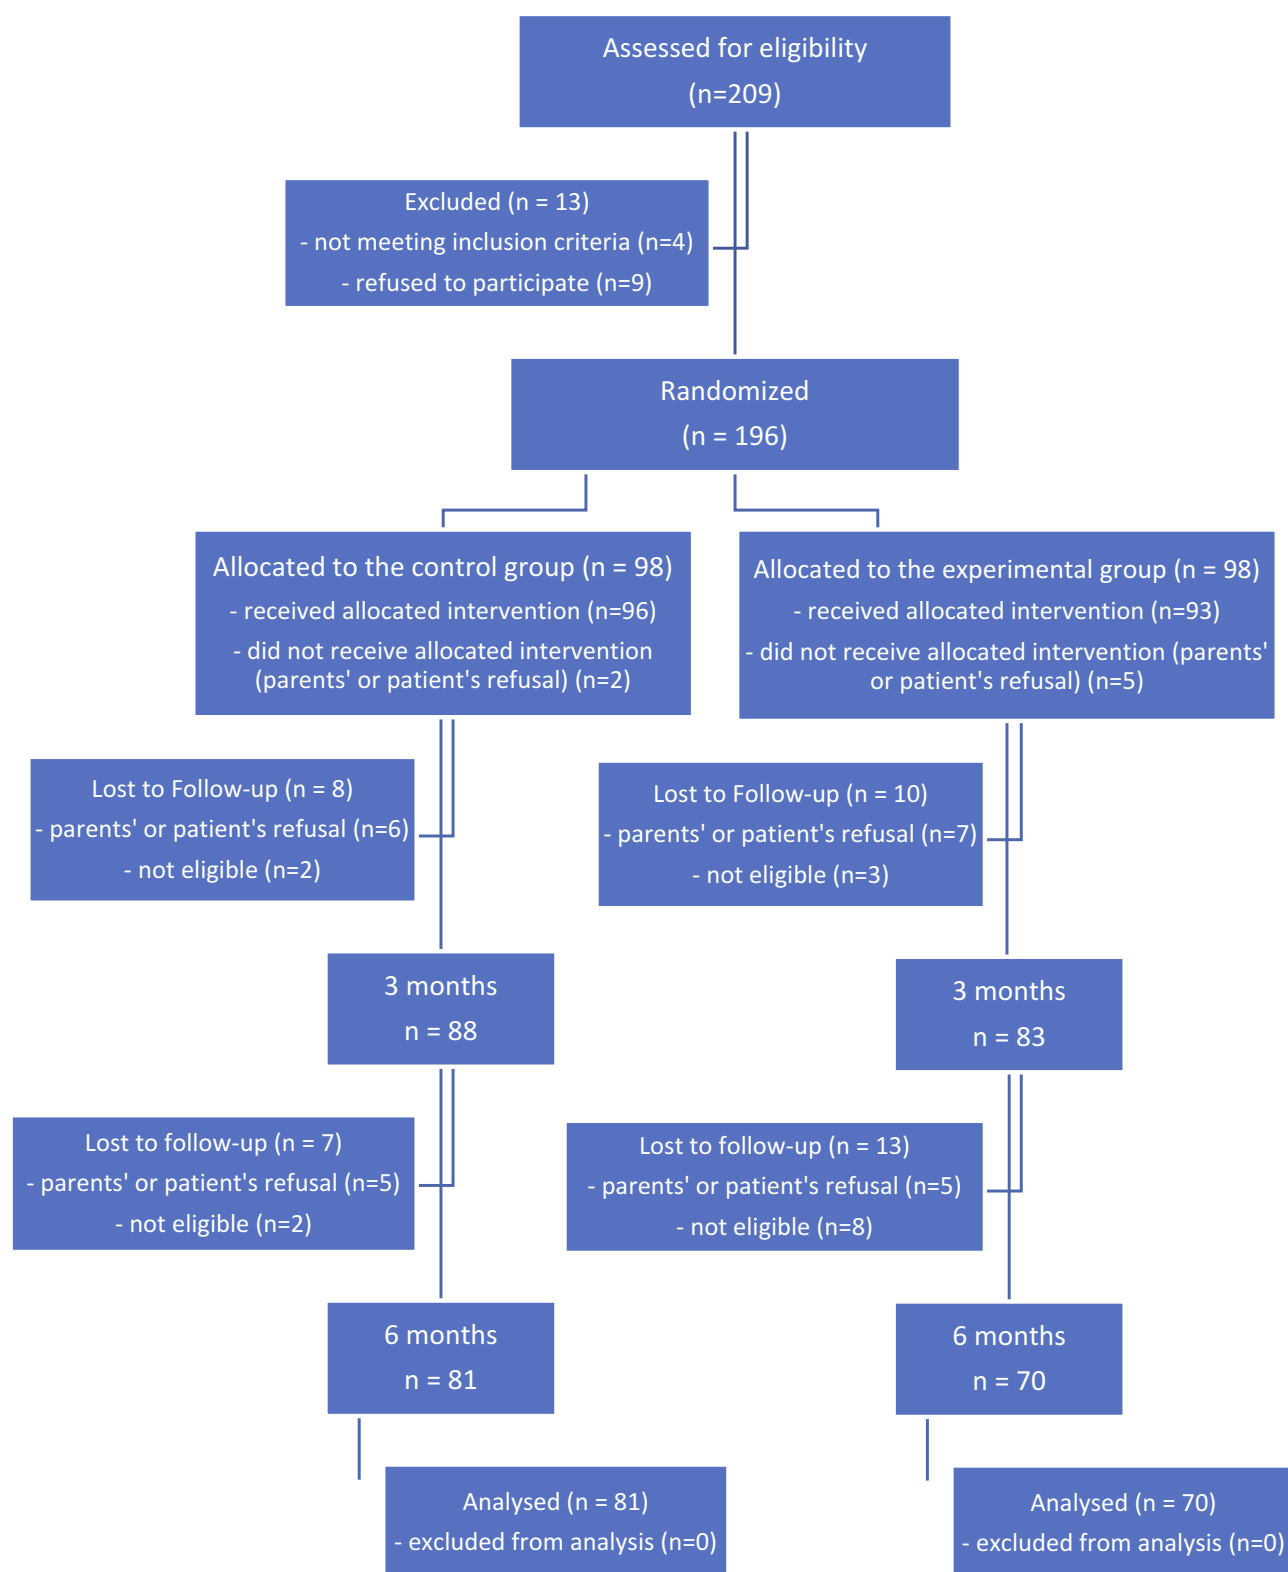 Assessed for eligibility
(n=209)
Excluded (n = 13)
- not meeting inclusion criteria (n=4)
- refused to participate (n=9)
Randomized
(n = 196)
Allocated to the control group (n = 98)
- received allocated intervention (n=96)
- did not receive allocated intervention
(parents' or patient's refusal) (n=2)
Allocated to the experimental group (n = 98)
- received allocated intervention (n=93)
- did not receive allocated intervention (parents'
or patient's refusal) (n=5)
Lost to Follow-up (n = 8)
- parents' or patient's refusal (n=6)
- not eligible (n=2)
Lost to Follow-up (n = 10)
- parents' or patient's refusal (n=7)
- not eligible (n=3)
3 months
n = 88
3 months
n = 83
Lost to follow-up (n = 7)
- parents' or patient's refusal (n=5)
- not eligible (n=2)
Lost to follow-up (n = 13)
- parents' or patient's refusal (n=5)
- not eligible (n=8)
6 months
n = 81
6 months
n = 70
Analysed (n = 81)
- excluded from analysis (n=0)
Analysed (n = 70)
- excluded from analysis (n=0)